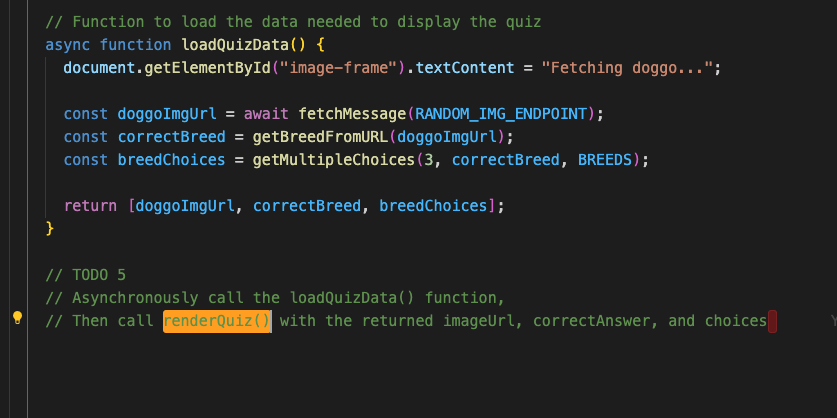 // Function to load the data needed to display the quiz
async function loadQuizData() {
document.getElementById("image-frame").textContent = "Fetching doggo...";
const doggoImgUrl = await fetchMessage(RANDOM_IMG_ENDPOINT);
const correctBreed = getBreedFromURL(doggoImgUrl);
const breedChoices = getMultipleChoices(3, correctBreed, BREEDS);
return [doggoImgUrl, correctBreed, breedChoices];
}
// TODO 5
// Asynchronously call the loadQuizData() function,
// Then call renderQuiz() with the returned imageUrl, correctAnswer, and choices